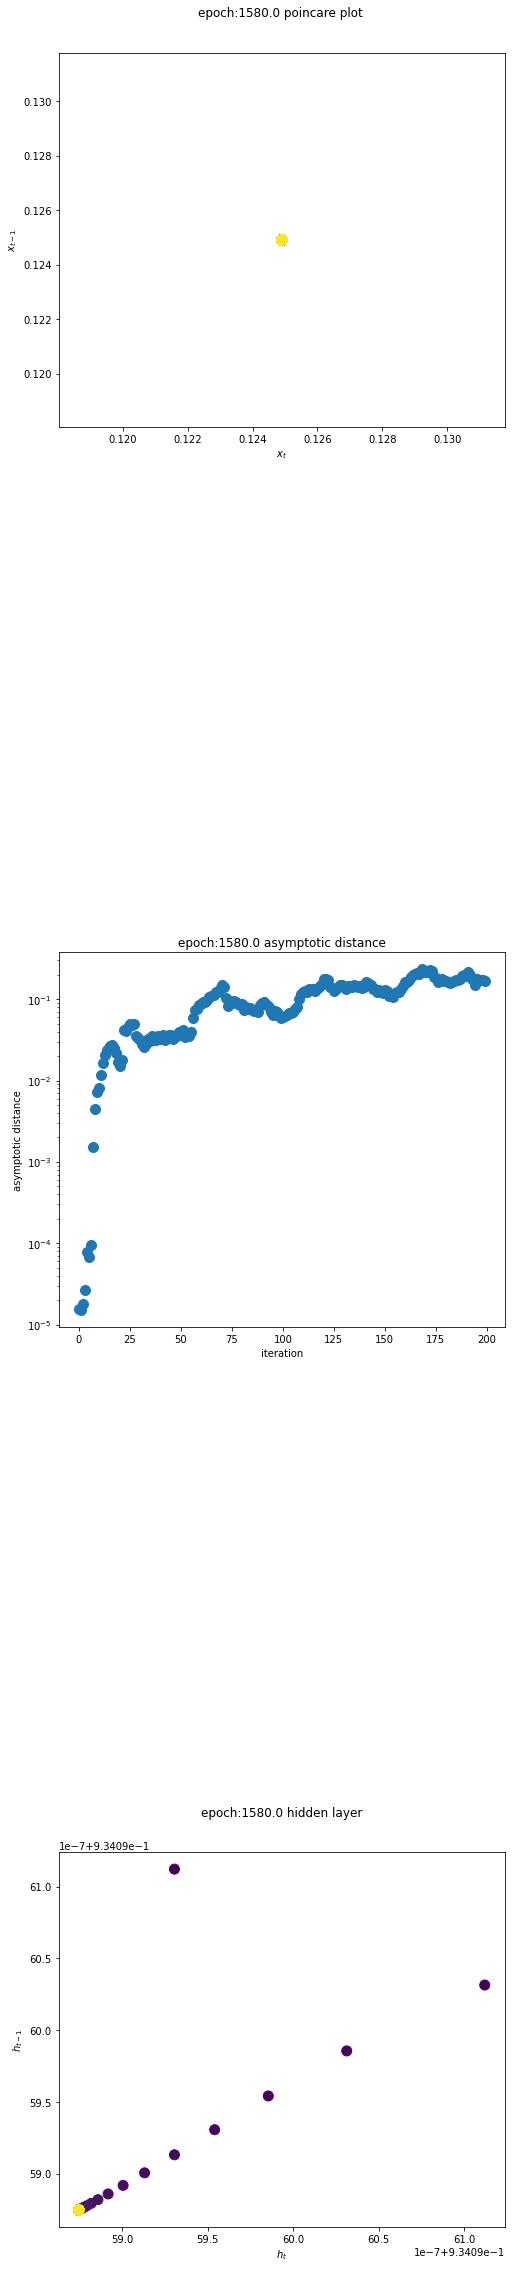 epoch:1580.0 poincare plot
0.130
0.128
0.126
0.124
0.122
0.120
x_{t-1}
0.120 0.122 0.124 0.126 0.128 0.130
x_t
epoch:1580.0 asymptotic distance
10^{-1}
10^{-2}
10^{-3}
10^{-4}
10^{-5}
asymptotic distance
0 25 50 75 100 125 150 175 200
iteration
epoch:1580.0 hidden layer
1e−7+9.3409e−1
61.0
60.5
60.0
59.5
59.0
h_{t-1}
59.0 59.5 60.0 60.5 61.0
h_t
1e−7+9.3409e−1